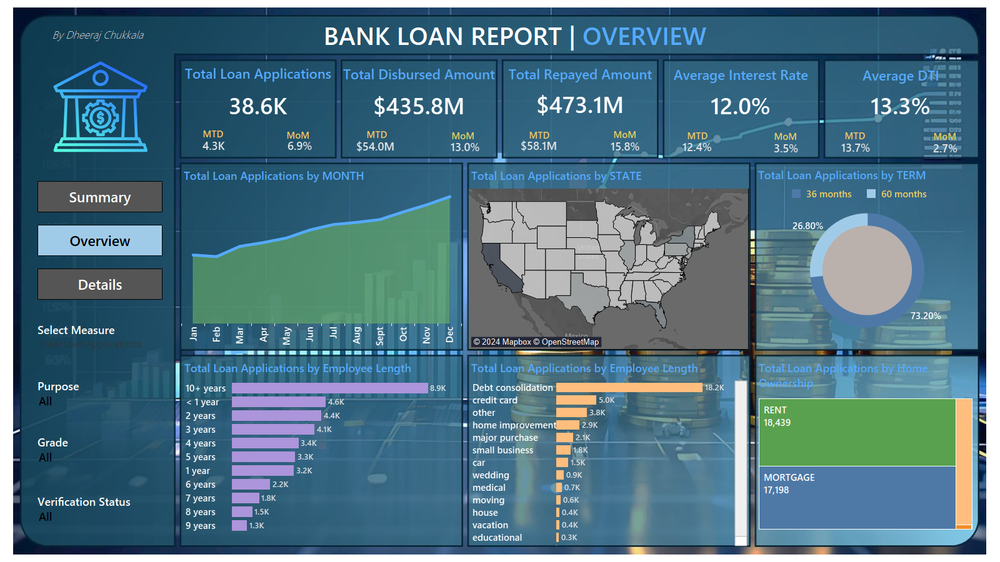 By Dheeraj Chukkala
BANK LOAN REPORT | OVERVIEW
Total Loan Applications
38.6K
MTD
4.3K
MoM
6.9%
Total Disbursed Amount
$435.8M
MTD
$54.0M
MoM
13.0%
Total Repayed Amount
$473.1M
MTD
$58.1M
MoM
15.8%
Average Interest Rate
12.0%
MTD
12.4%
MoM
3.5%
Average DTI
13.3%
MTD
13.7%
MoM
2.7%
Summary
Overview
Details
Select Measure
Total Loan Applications
Purpose
All
Grade
All
Verification Status
All
Total Loan Applications by MONTH
Jan
Feb
Mar
Apr
May
Jun
Jul
Aug
Sept
Oct
Nov
Dec
Total Loan Applications by STATE
United
States
Mexico
© 2024 Mapbox © OpenStreetMap
Total Loan Applications by TERM
36 months
60 months
26.80%
73.20%
Total Loan Applications by Employee Length
10+ years 8.9K
< 1 year 4.6K
2 years 4.4K
3 years 4.1K
4 years 3.4K
5 years 3.3K
1 year 3.2K
6 years 2.2K
7 years 1.8K
8 years 1.5K
9 years 1.3K
Total Loan Applications by Employee Length
Debt consolidation 18.2K
credit card 5.0K
other 3.8K
home improvement 2.9K
major purchase 2.1K
small business 1.8K
car 1.5K
wedding 0.9K
medical 0.7K
moving 0.6K
house 0.4K
vacation 0.4K
educational 0.3K
Total Loan Applications by Home
Ownership
RENT
18,439
MORTGAGE
17,198